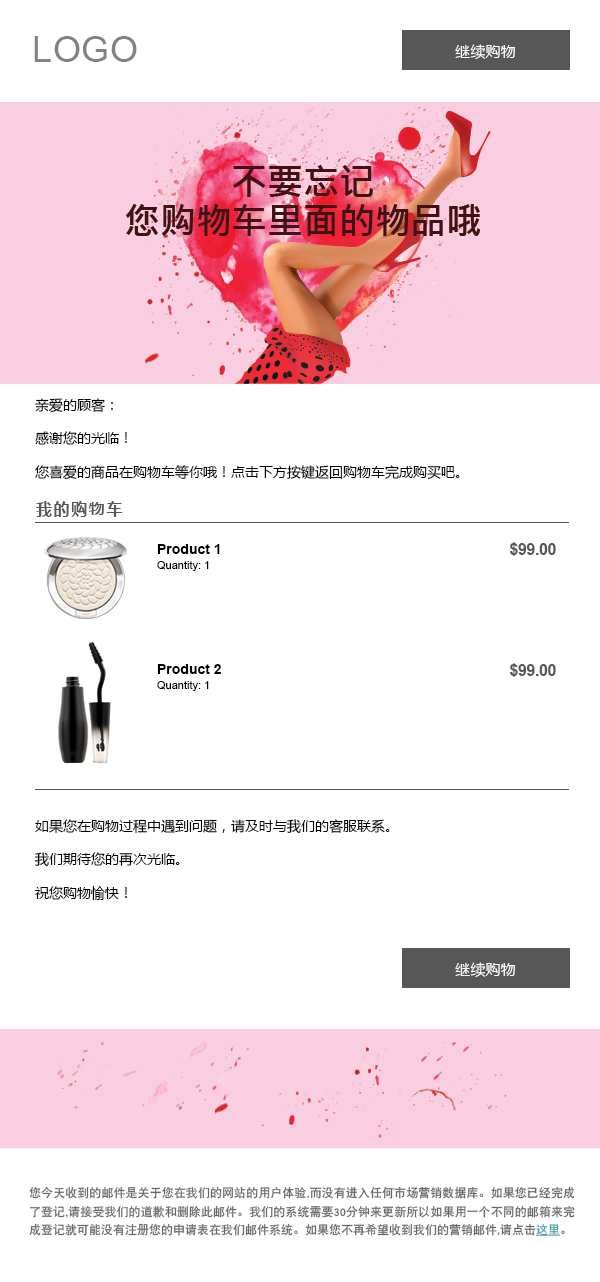 LOGO
继续购物
不要忘记
您购物车里面的物品哦
亲爱的顾客：
感谢您的光临！
您喜爱的商品在购物车等你哦！点击下方按键返回购物车完成购买吧。
我的购物车
Product 1
$99.00
Quantity: 1
Product 2
$99.00
Quantity: 1
如果您在购物过程中遇到问题，请及时与我们的客服联系。
我们期待您的再次光临。
祝您购物愉快！
继续购物
您今天收到的邮件是关于您在我们的网站的用户体验,而没有进入任何市场营销数据库。如果您已经完成
了登记,请接受我们的道歉和删除此邮件。我们的系统需要30分钟来更新所以如果用一个不同的邮箱来完
成登记就可能没有注册您的申请表在我们邮件系统。如果您不再希望收到我们的营销邮件,请点击这里。